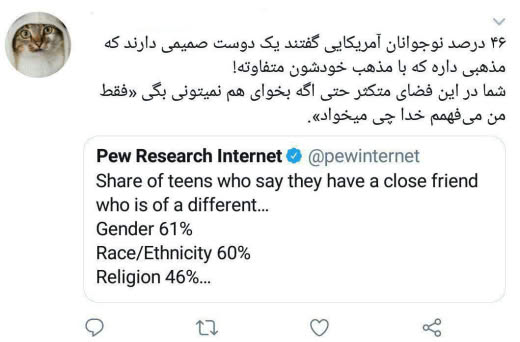 ۴۶ درصد نوجوانان آمریکایی گفتند یک دوست صمیمی دارند که
مذهبی داره که با مذهب خودشون متفاوته!
شما در این فضای متکثر حتی اگه بخوای هم نمیتونی بگی «فقط
من می‌فهمم خدا چی میخواد».
Pew Research Internet @pewinternet
Share of teens who say they have a close friend
who is of a different...
Gender 61%
Race/Ethnicity 60%
Religion 46%...